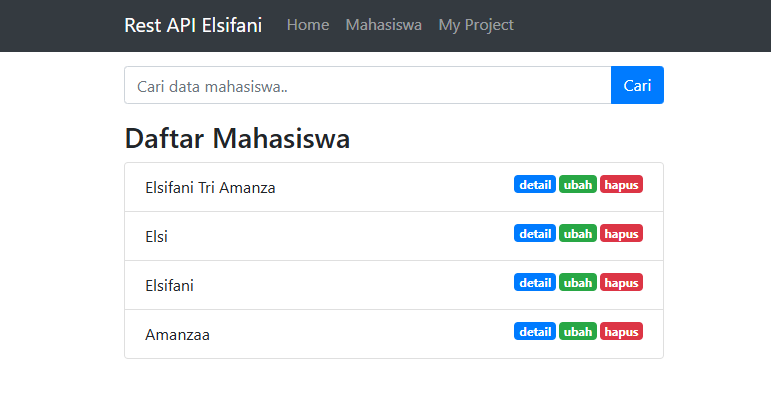 Rest API Elsifani Home Mahasiswa My Project
Cari data mahasiswa.. Cari
Daftar Mahasiswa
Elsifani Tri Amanza detail ubah hapus
Elsi detail ubah hapus
Elsifani detail ubah hapus
Amanzaa detail ubah hapus